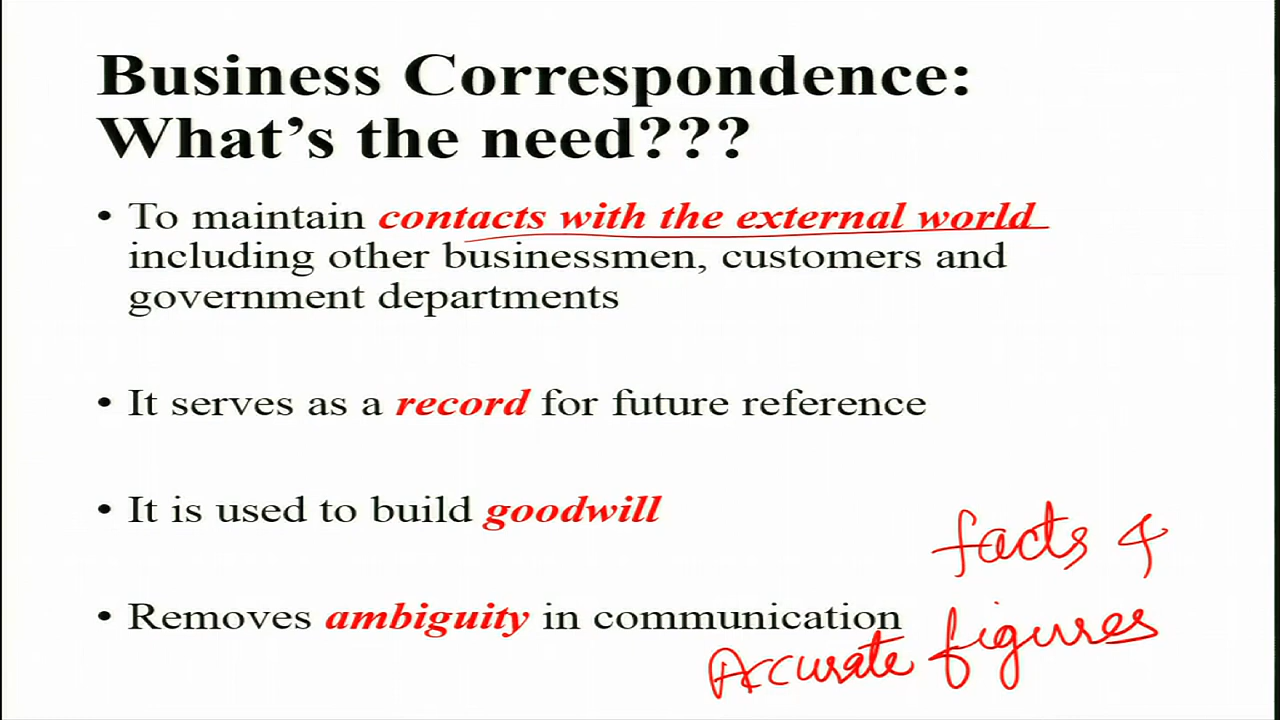 Business Correspondence:
What's the need???
• To maintain contacts with the external world
including other businessmen, customers and
government departments
• It serves as a record for future reference
• It is used to build goodwill
• Removes ambiguity in communication
facts &
Accurate figures